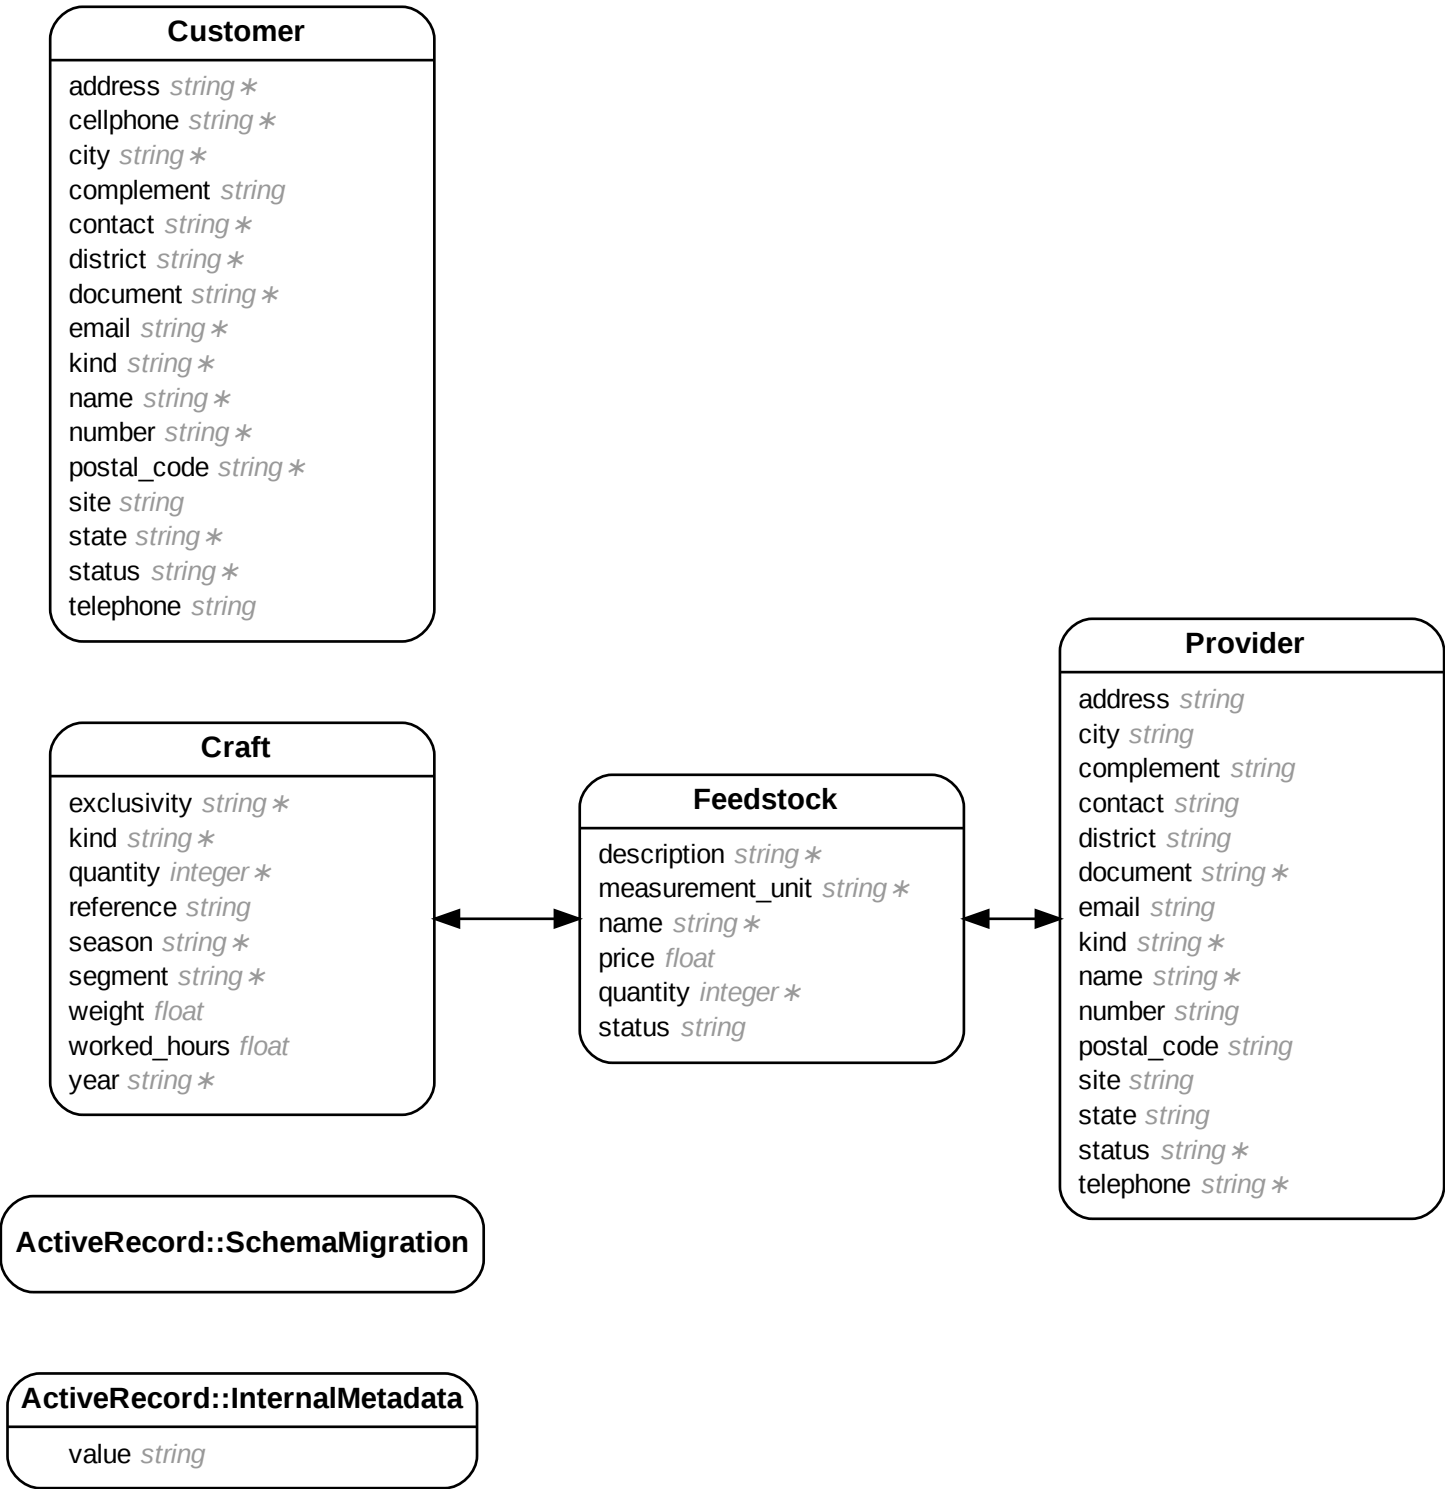 Customer
address string∗
cellphone string∗
city string∗
complement string
contact string∗
district string∗
document string∗
email string∗
kind string∗
name string∗
number string∗
postal_code string∗
site string
state string∗
status string∗
telephone string
Craft
exclusivity string∗
kind string∗
quantity integer∗
reference string
season string∗
segment string∗
weight float
worked_hours float
year string∗
Feedstock
description string∗
measurement_unit string∗
name string∗
price float
quantity integer∗
status string
Provider
address string
city string
complement string
contact string
district string
document string∗
email string
kind string∗
name string∗
number string
postal_code string
site string
state string
status string∗
telephone string∗
ActiveRecord::SchemaMigration
ActiveRecord::InternalMetadata
value string